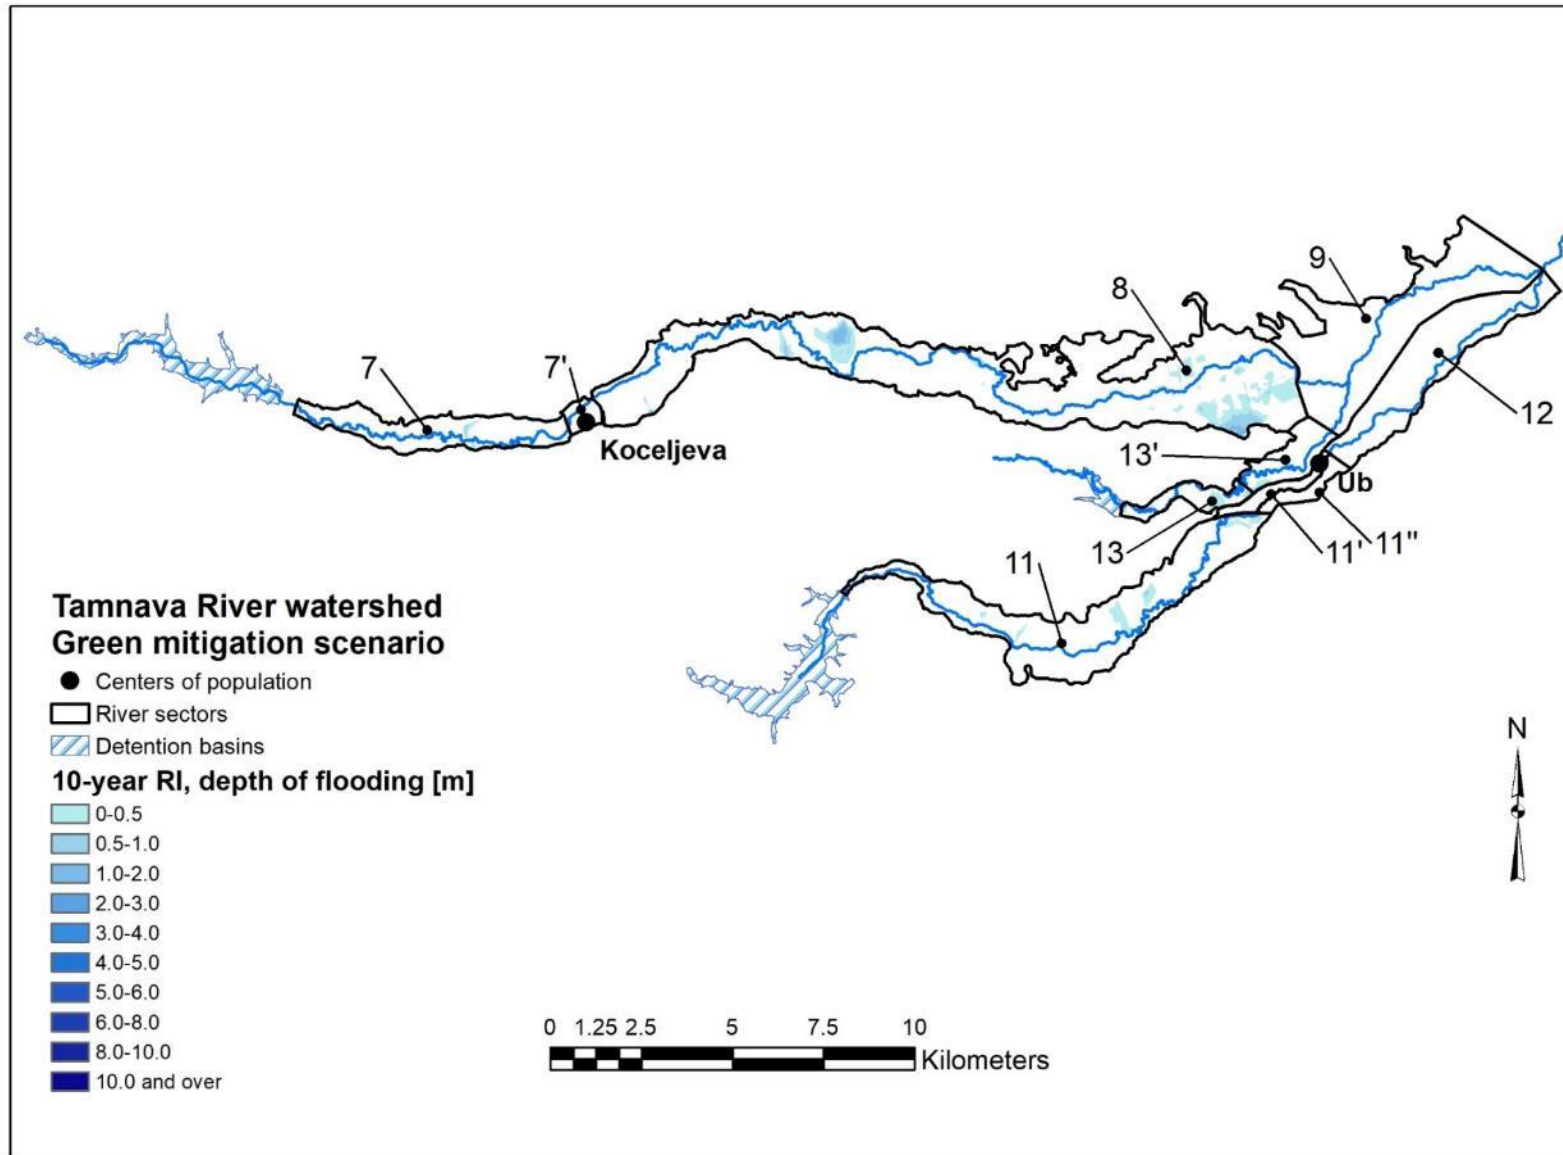 9
8
7
7'
Koceljeva
12
13'
Ub
13
11'
11"
11
Tamnava River watershed
Green mitigation scenario
Centers of population
River sectors
Detention basins
10-year RI, depth of flooding [m]
0-0.5
0.5-1.0
1.0-2.0
2.0-3.0
3.0-4.0
4.0-5.0
5.0-6.0
6.0-8.0
8.0-10.0
10.0 and over
N
0 1.25 2.5 5 7.5 10
Kilometers